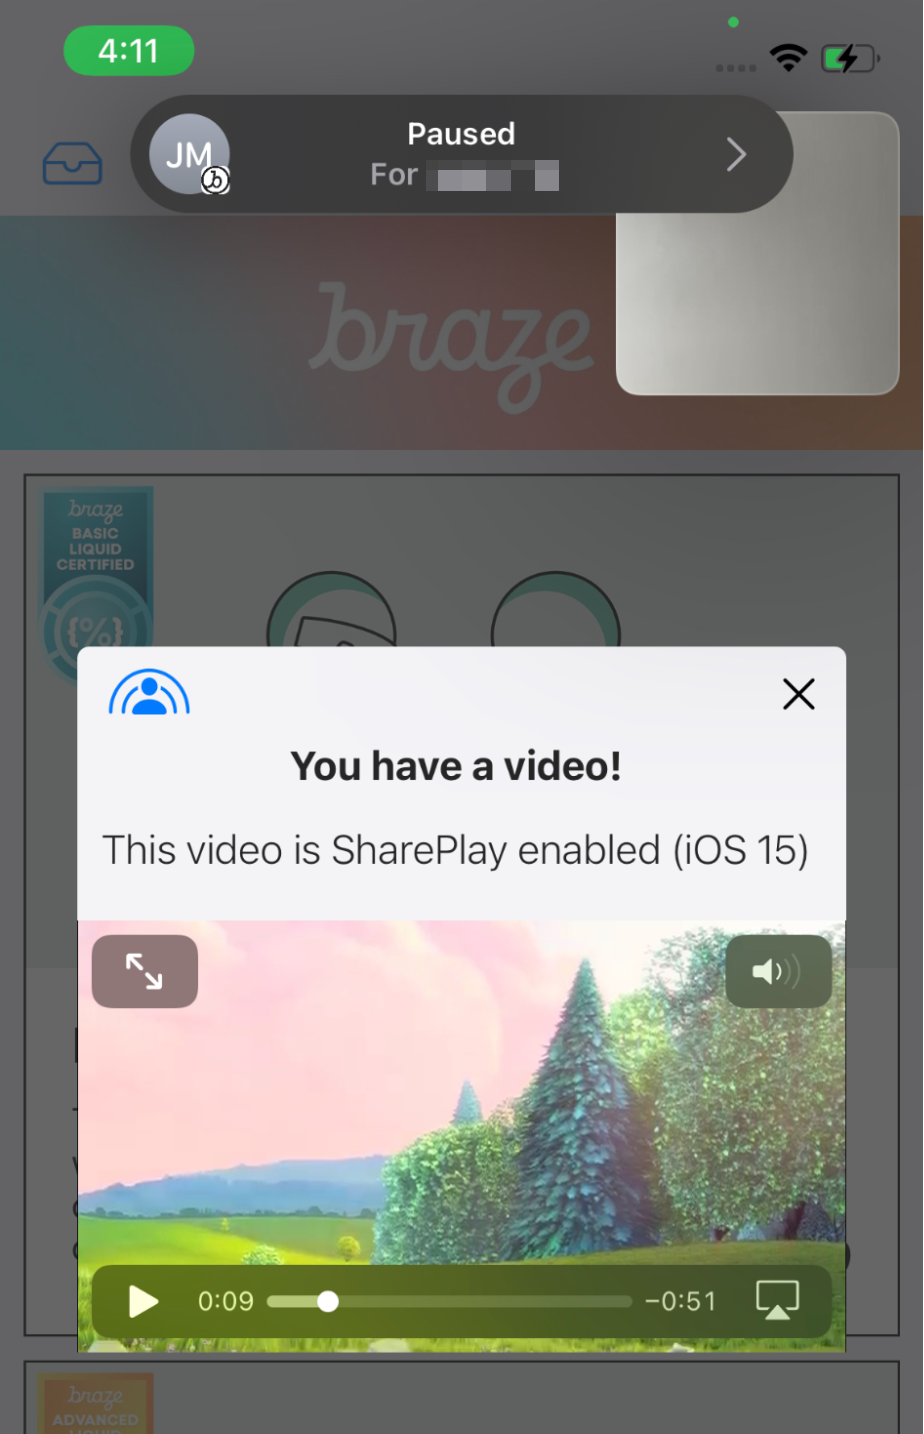 4:11
JM
Paused
For
braze
braze
BASIC
LIQUID
CERTIFIED
{%}
You have a video!
This video is SharePlay enabled (iOS 15)
0:09
−0:51
braze
ADVANCED
LIQUID